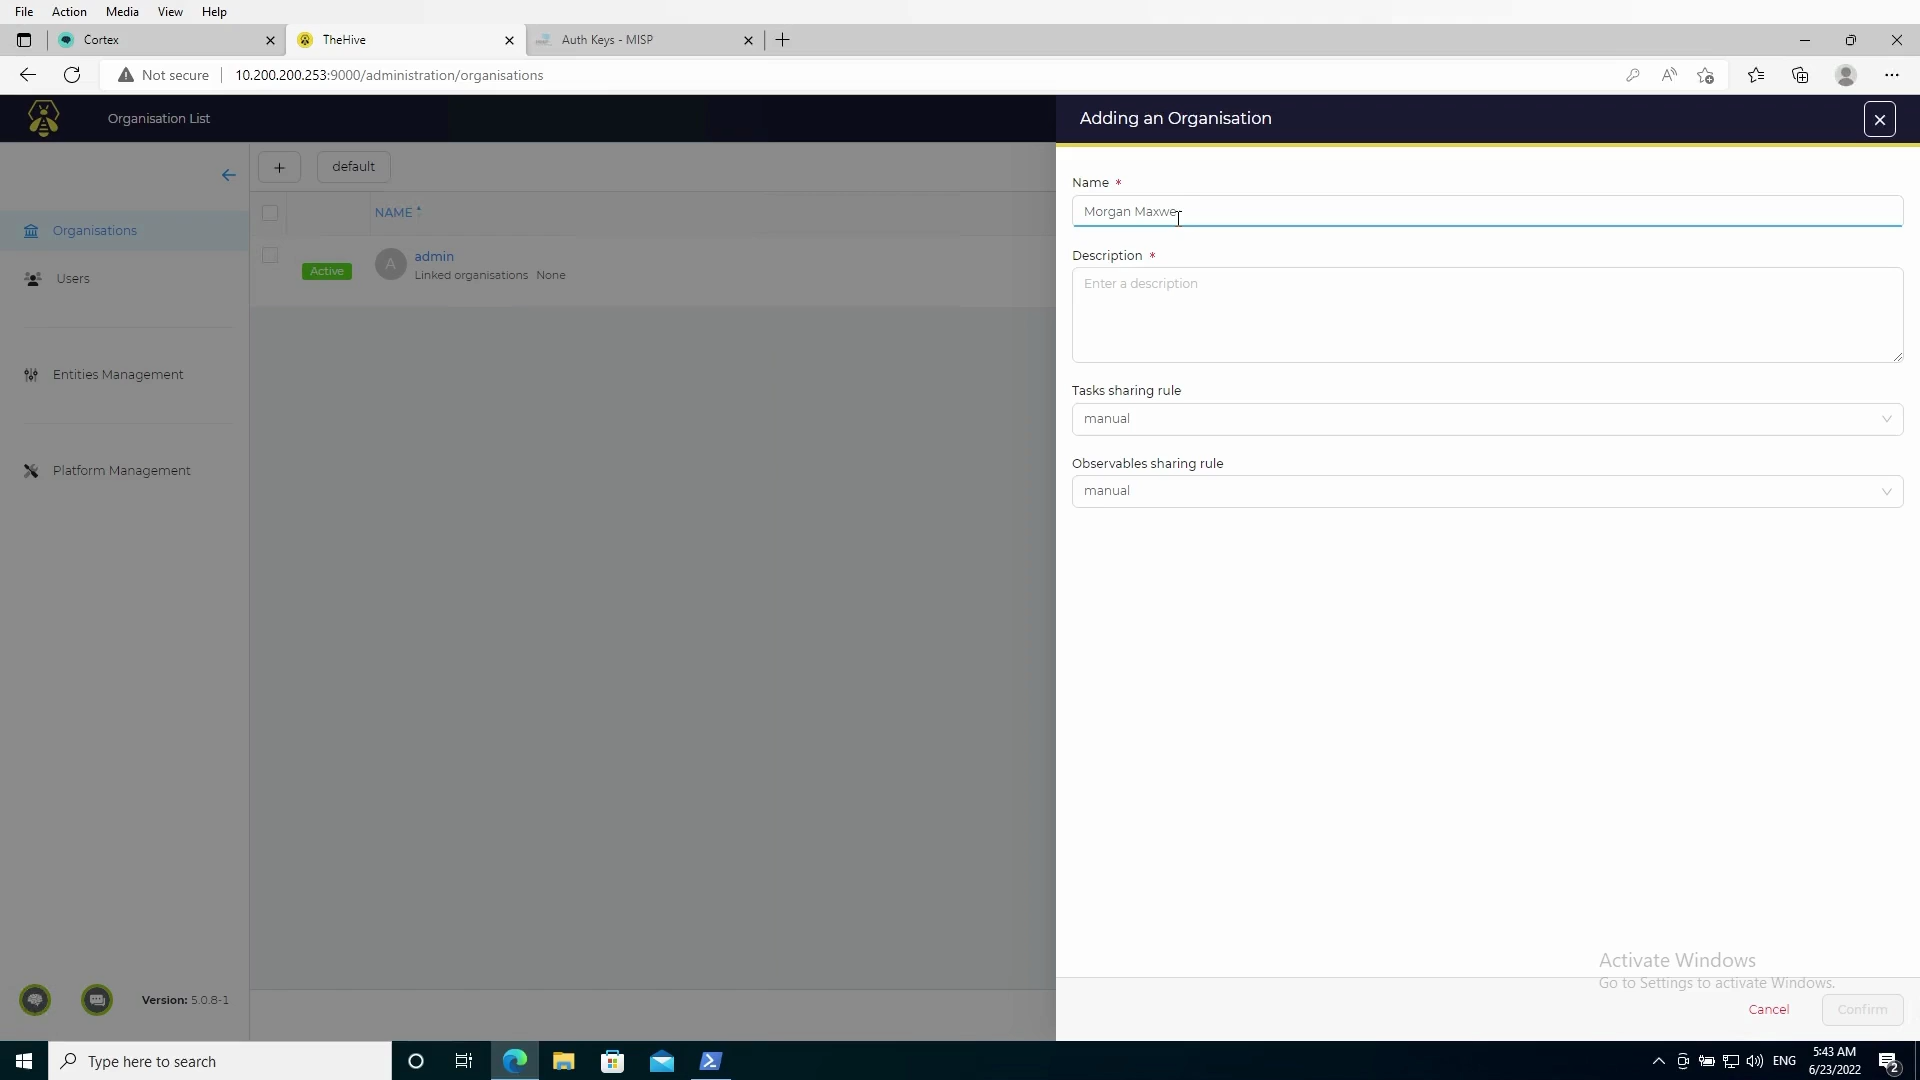 File Action Media View Help
Cortex TheHive Auth Keys - MISP
Not secure 10.200.200.253:9000/administration/organisations
Organisation List
Adding an Organisation
default
Name *
Morgan Maxwe
Organisations
NAME
Description *
admin
Active
A
Linked organisations None
Users
Enter a description
Entities Management
Tasks sharing rule
manual
Observables sharing rule
Platform Management
manual
Activate Windows
Go to Settings to activate Windows.
Version: 5.0.8-1
Cancel Confirm
Type here to search
ENG
5:43 AM
6/23/2022
2